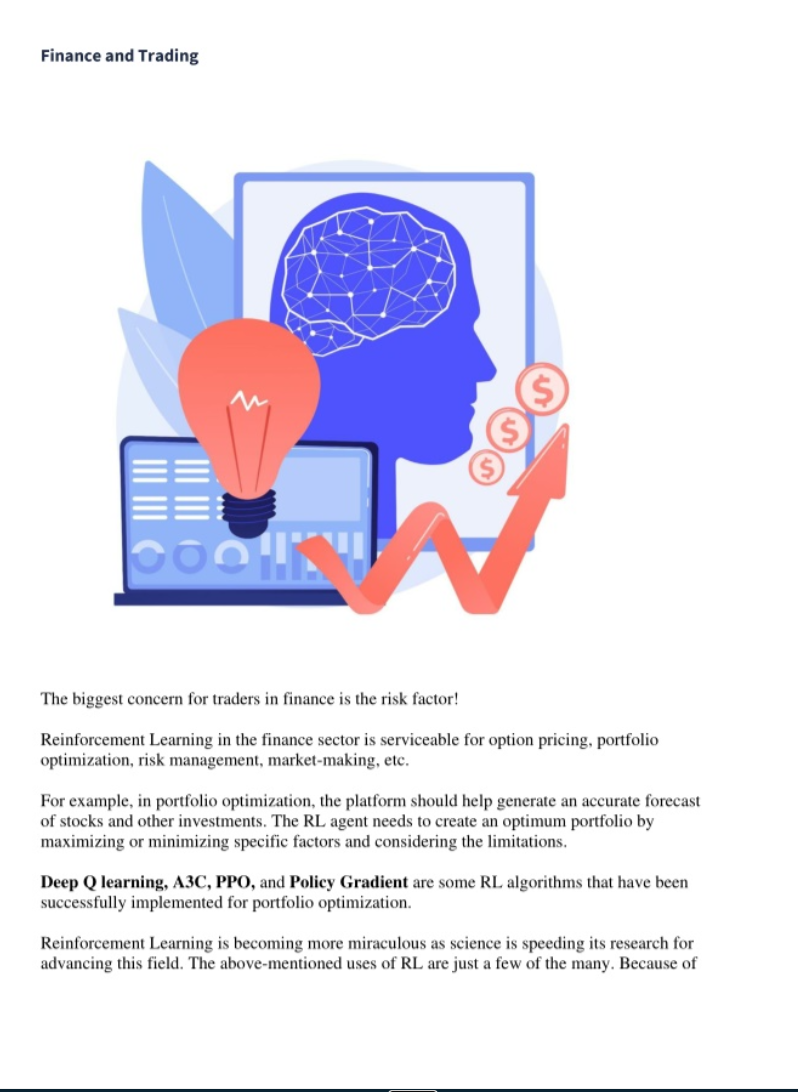 Finance and Trading
$
$
$
The biggest concern for traders in finance is the risk factor!
Reinforcement Learning in the finance sector is serviceable for option pricing, portfolio
optimization, risk management, market-making, etc.
For example, in portfolio optimization, the platform should help generate an accurate forecast
of stocks and other investments. The RL agent needs to create an optimum portfolio by
maximizing or minimizing specific factors and considering the limitations.
Deep Q learning, A3C, PPO, and Policy Gradient are some RL algorithms that have been
successfully implemented for portfolio optimization.
Reinforcement Learning is becoming more miraculous as science is speeding its research for
advancing this field. The above-mentioned uses of RL are just a few of the many. Because of